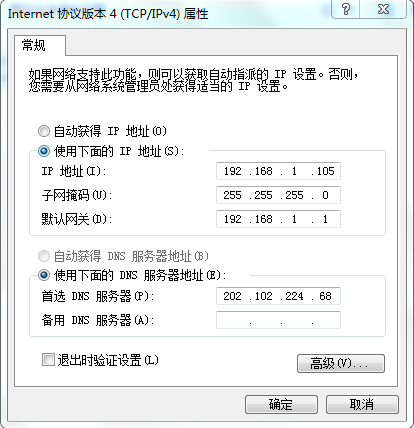 Internet 协议版本 4 (TCP/IPv4) 属性
常规
如果网络支持此功能，则可以获取自动指派的 IP 设置。否则，
您需要从网络系统管理员处获得适当的 IP 设置。
自动获得 IP 地址(O)
使用下面的 IP 地址(S):
IP 地址(I): 192 .168 . 1 .105
子网掩码(U): 255 .255 .255 . 0
默认网关(D): 192 .168 . 1 . 1
自动获得 DNS 服务器地址(B)
使用下面的 DNS 服务器地址(E):
首选 DNS 服务器(P): 202 .102 .224 .68
备用 DNS 服务器(A): . . .
退出时验证设置(L)
高级(V)...
确定 取消